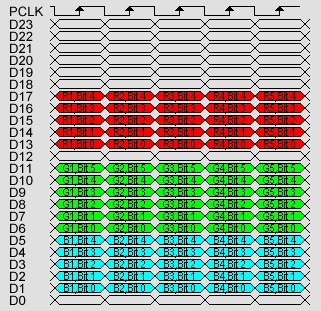 PCLK
D23
D22
D21
D20
D19
D18
D17 R1,Bit 4 R2,Bit 4 R3,Bit 4 R4,Bit 4 R5,Bit 4
D16 R1,Bit 3 R2,Bit 3 R3,Bit 3 R4,Bit 3 R5,Bit 3
D15 R1,Bit 2 R2,Bit 2 R3,Bit 2 R4,Bit 2 R5,Bit 2
D14 R1,Bit 1 R2,Bit 1 R3,Bit 1 R4,Bit 1 R5,Bit 1
D13 R1,Bit 0 R2,Bit 0 R3,Bit 0 R4,Bit 0 R5,Bit 0
D12
D11 G1,Bit 5 G2,Bit 5 G3,Bit 5 G4,Bit 5 G5,Bit 5
D10 G1,Bit 4 G2,Bit 4 G3,Bit 4 G4,Bit 4 G5,Bit 4
D9 G1,Bit 3 G2,Bit 3 G3,Bit 3 G4,Bit 3 G5,Bit 3
D8 G1,Bit 2 G2,Bit 2 G3,Bit 2 G4,Bit 2 G5,Bit 2
D7 G1,Bit 1 G2,Bit 1 G3,Bit 1 G4,Bit 1 G5,Bit 1
D6 G1,Bit 0 G2,Bit 0 G3,Bit 0 G4,Bit 0 G5,Bit 0
D5 B1,Bit 4 B2,Bit 4 B3,Bit 4 B4,Bit 4 B5,Bit 4
D4 B1,Bit 3 B2,Bit 3 B3,Bit 3 B4,Bit 3 B5,Bit 3
D3 B1,Bit 2 B2,Bit 2 B3,Bit 2 B4,Bit 2 B5,Bit 2
D2 B1,Bit 1 B2,Bit 1 B3,Bit 1 B4,Bit 1 B5,Bit 1
D1 B1,Bit 0 B2,Bit 0 B3,Bit 0 B4,Bit 0 B5,Bit 0
D0